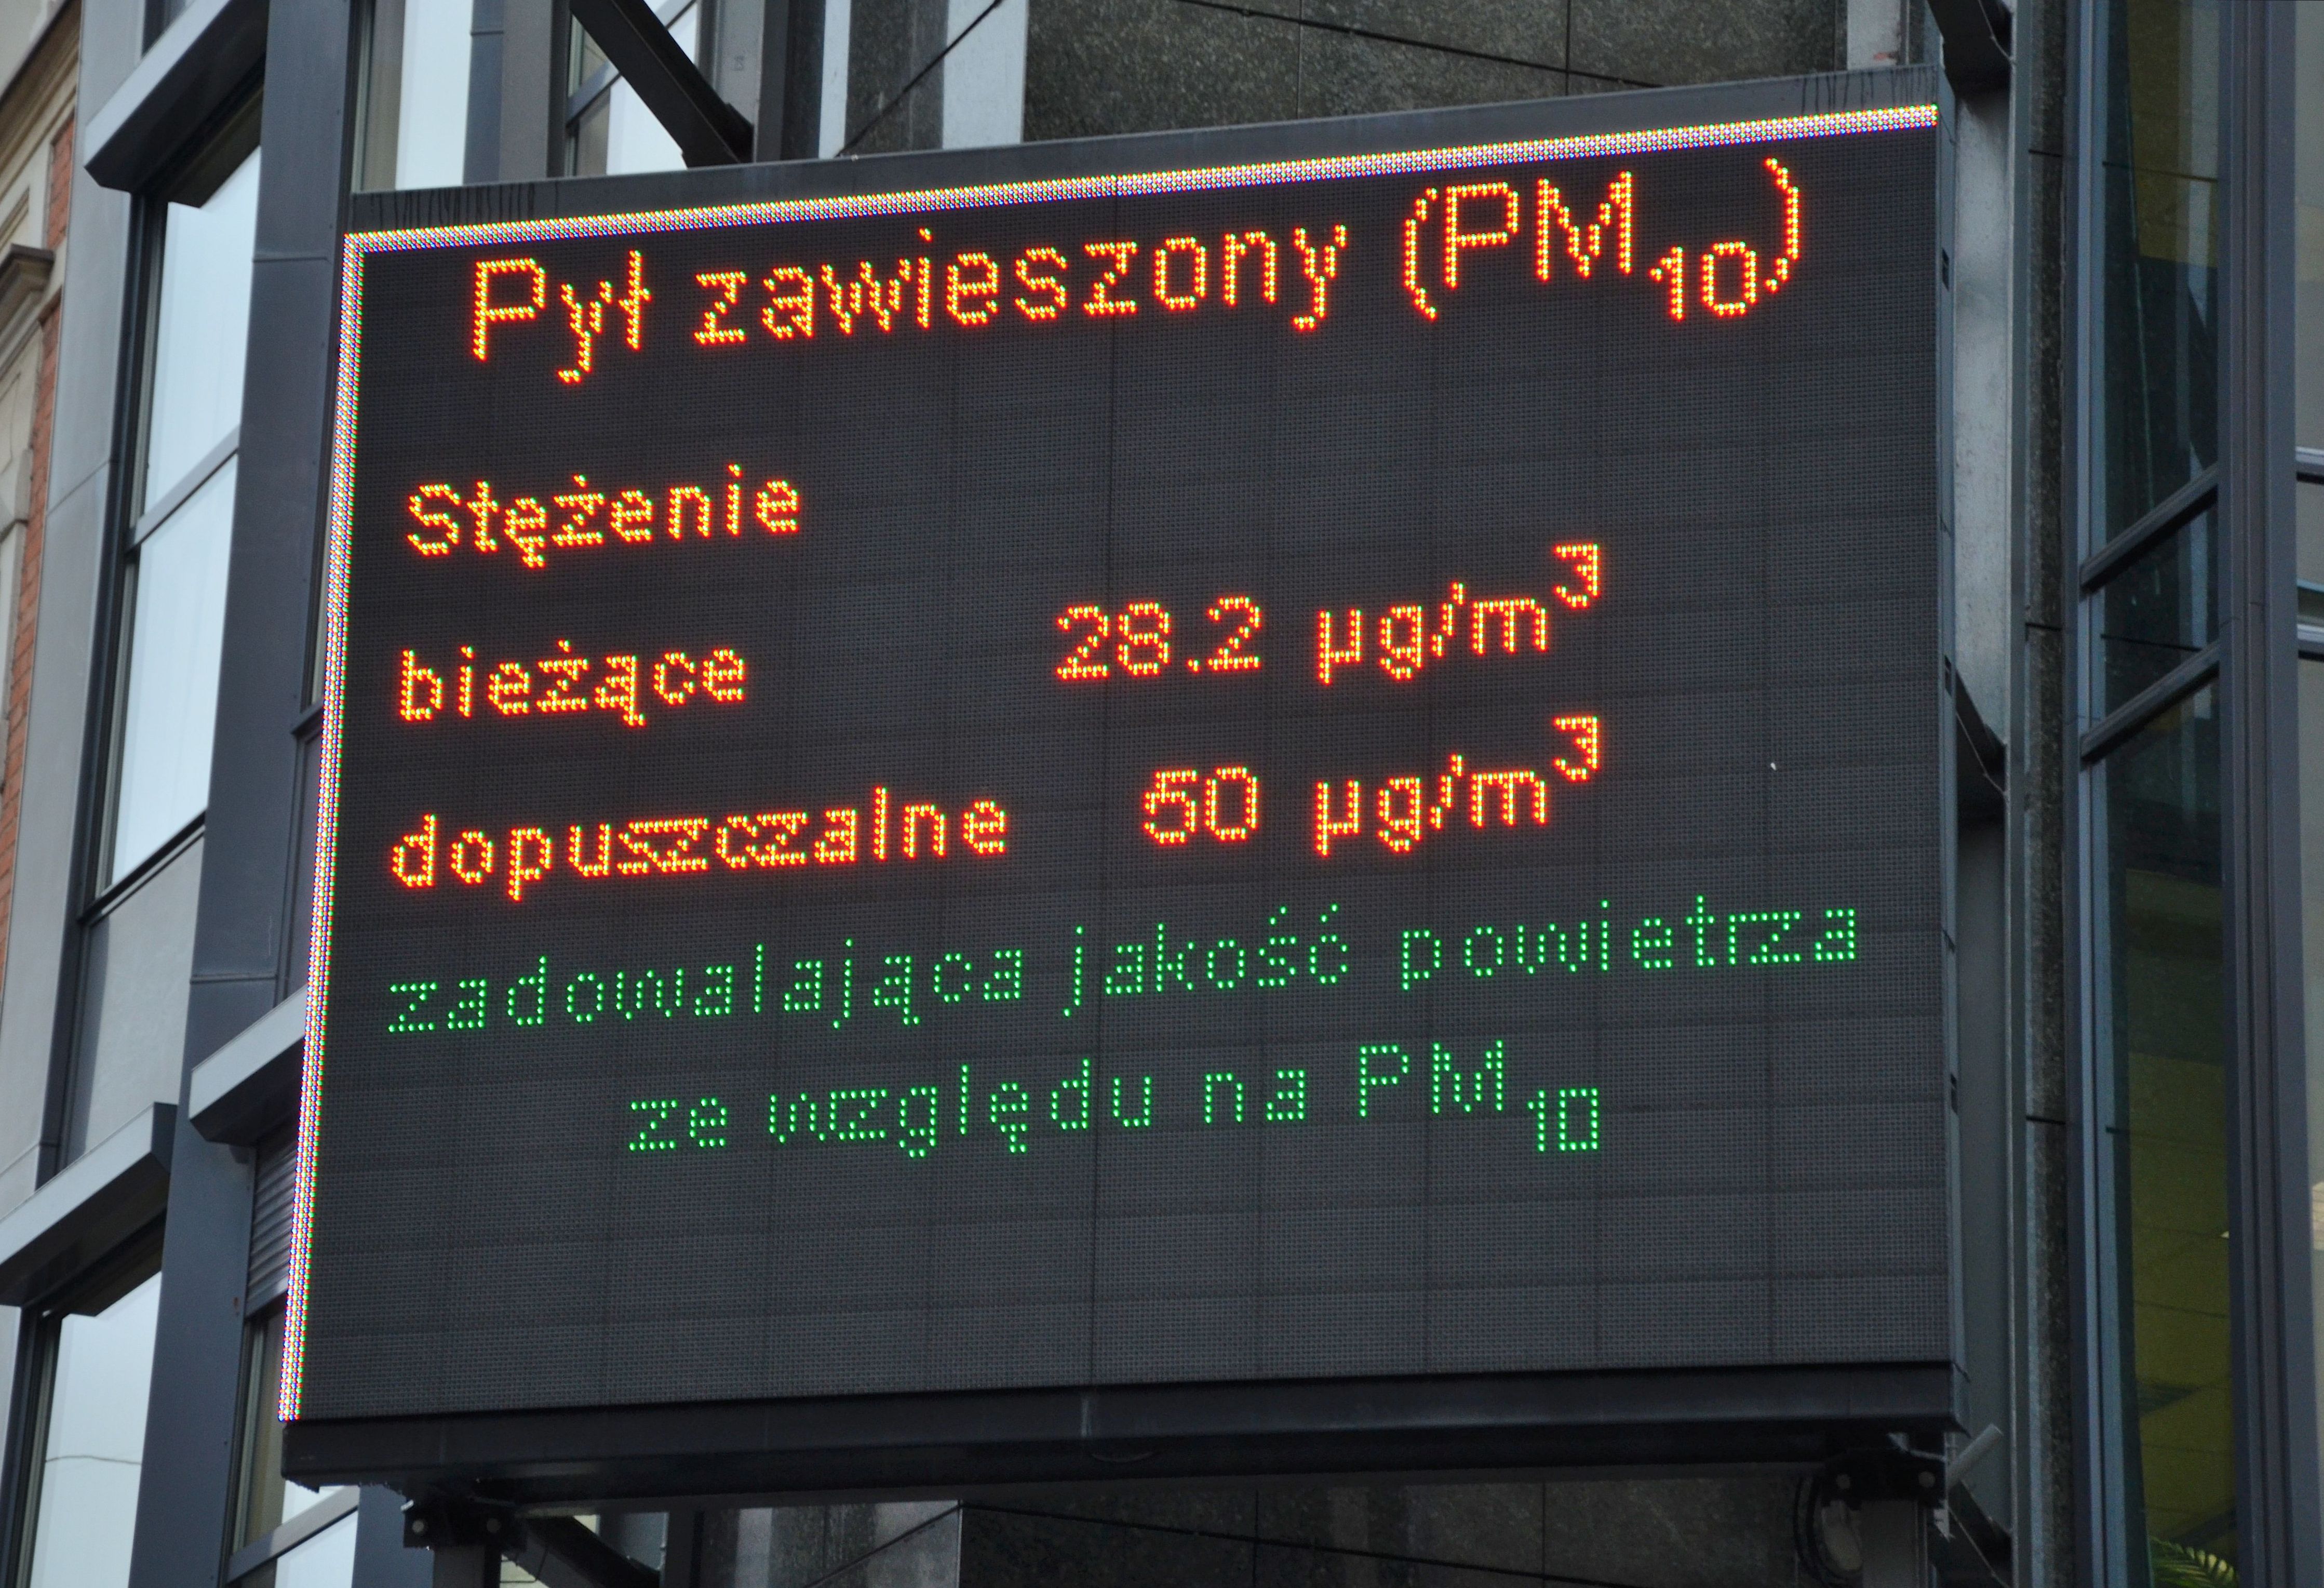 Pył zawieszony (PM₁₀)
Stężenie
bieżące 28.2 µg/m³
dopuszczalne 50 µg/m³
zadowalająca jakość powietrza
ze względu na PM₁₀